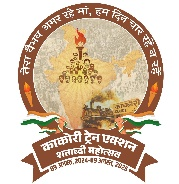 तेरा वैभव अमर रहे मां, हम दिन चार रहें न रहें
काकोरी ट्रेन एक्शन
शताब्दी महोत्सव
09 अगस्त, 2024-09 अगस्त, 2025